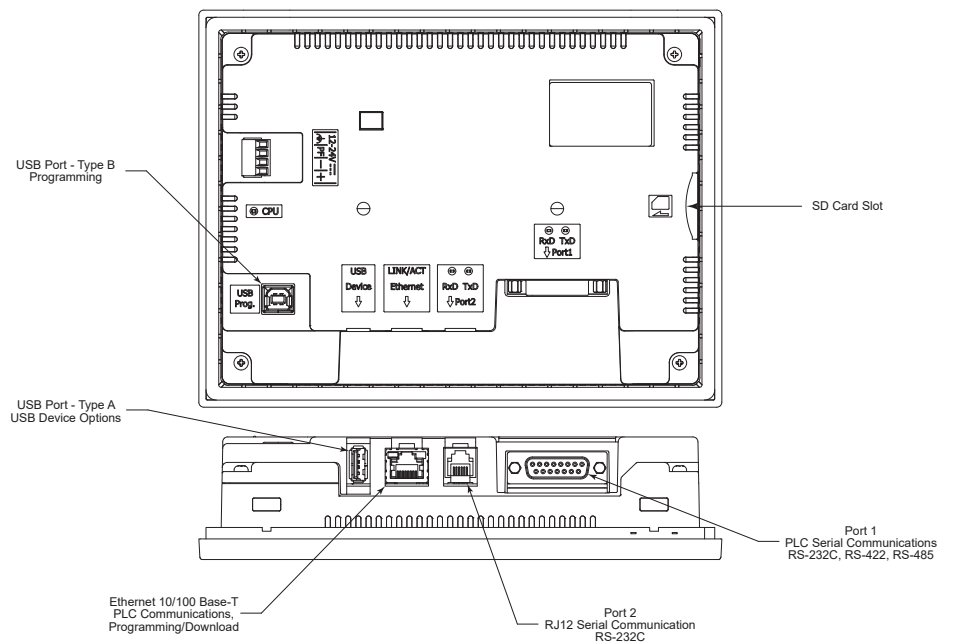 12-24V
PF
− +
USB Port - Type B
Programming
CPU
SD Card Slot
RxD TxD
Port1
USB
Device
LINK/ACT
Ethernet
RxD TxD
Port2
USB
Prog.
USB Port - Type A
USB Device Options
Port 1
PLC Serial Communications
RS-232C, RS-422, RS-485
Ethernet 10/100 Base-T
PLC Communications,
Programming/Download
Port 2
RJ12 Serial Communication
RS-232C